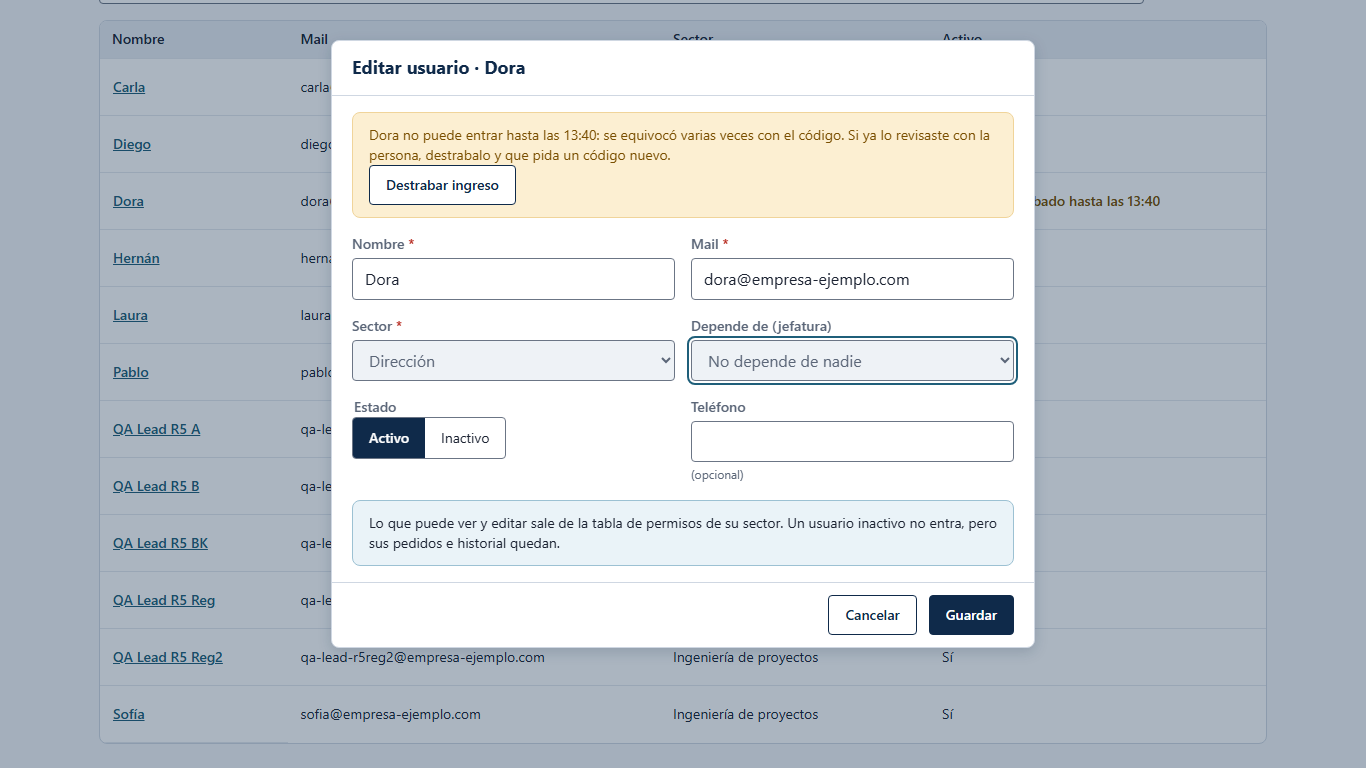 Nombre Mail Sector Activo
Editar usuario · Dora
Dora no puede entrar hasta las 13:40: se equivocó varias veces con el código. Si ya lo revisaste con la
persona, destrabalo y que pida un código nuevo.
Destrabar ingreso
Nombre * Mail *
Dora dora@empresa-ejemplo.com
Sector * Depende de (jefatura)
Dirección No depende de nadie
Estado Teléfono
Activo Inactivo
(opcional)
Lo que puede ver y editar sale de la tabla de permisos de su sector. Un usuario inactivo no entra, pero
sus pedidos e historial quedan.
Cancelar Guardar
Carla carla
Diego
Dora hasta las 13:40
Hernán
Laura laura
Pablo
QA Lead R5 A
QA Lead R5 B
QA Lead R5 BK
QA Lead R5 Reg
QA Lead R5 Reg2 qa-lead-r5reg2@empresa-ejemplo.com Ingeniería de proyectos Sí
Sofía sofia@empresa-ejemplo.com Ingeniería de proyectos Sí